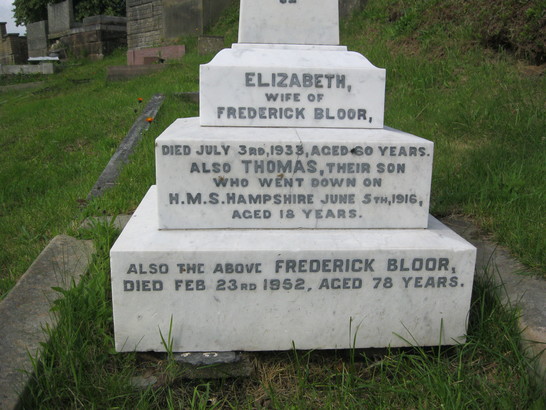 ELIZABETH,
WIFE OF
FREDERICK BLOOR,
DIED JULY 3RD, 1933, AGED 60 YEARS.
ALSO THOMAS, THEIR SON
WHO WENT DOWN ON
H.M.S. HAMPSHIRE JUNE 5TH, 1916,
AGED 18 YEARS.
ALSO THE ABOVE FREDERICK BLOOR,
DIED FEB 23RD 1952, AGED 78 YEARS.